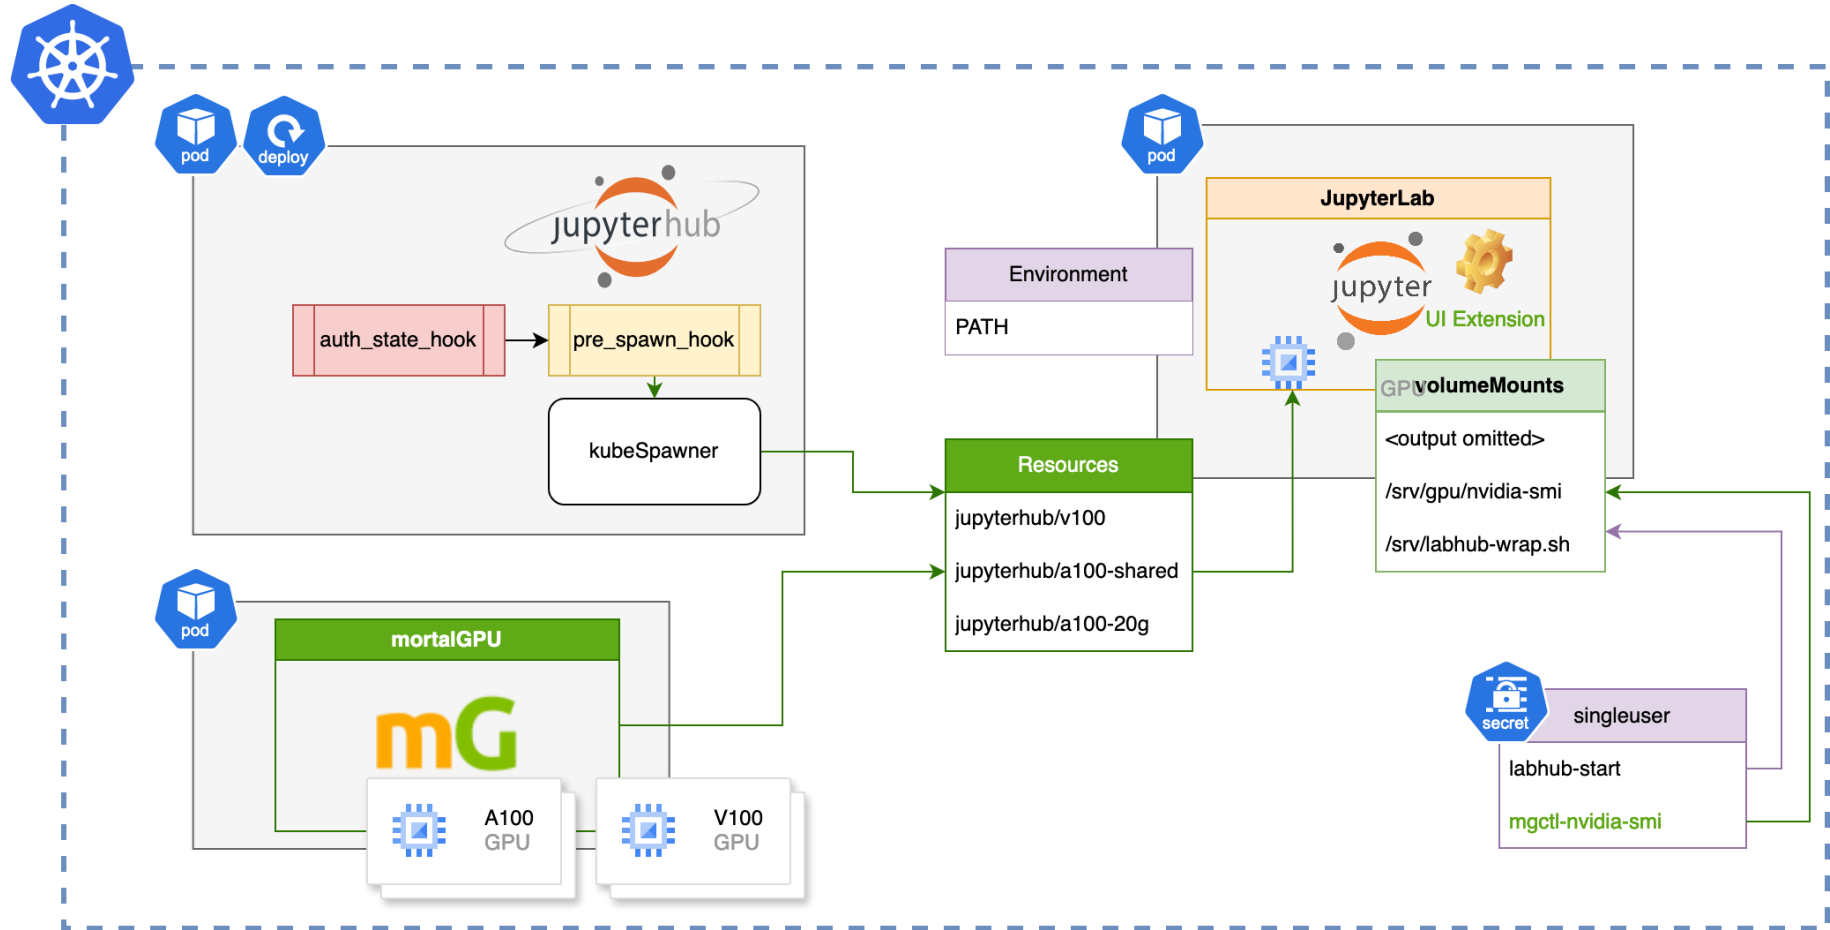 pod
deploy
jupyterhub
auth_state_hook
pre_spawn_hook
kubeSpawner
pod
mortalGPU
mG
A100
GPU
V100
GPU
Environment
PATH
Resources
jupyterhub/v100
jupyterhub/a100-shared
jupyterhub/a100-20g
pod
JupyterLab
jupyter
UI Extension
GPU
volumeMounts
<output omitted>
/srv/gpu/nvidia-smi
/srv/labhub-wrap.sh
secret
singleuser
labhub-start
mgctl-nvidia-smi